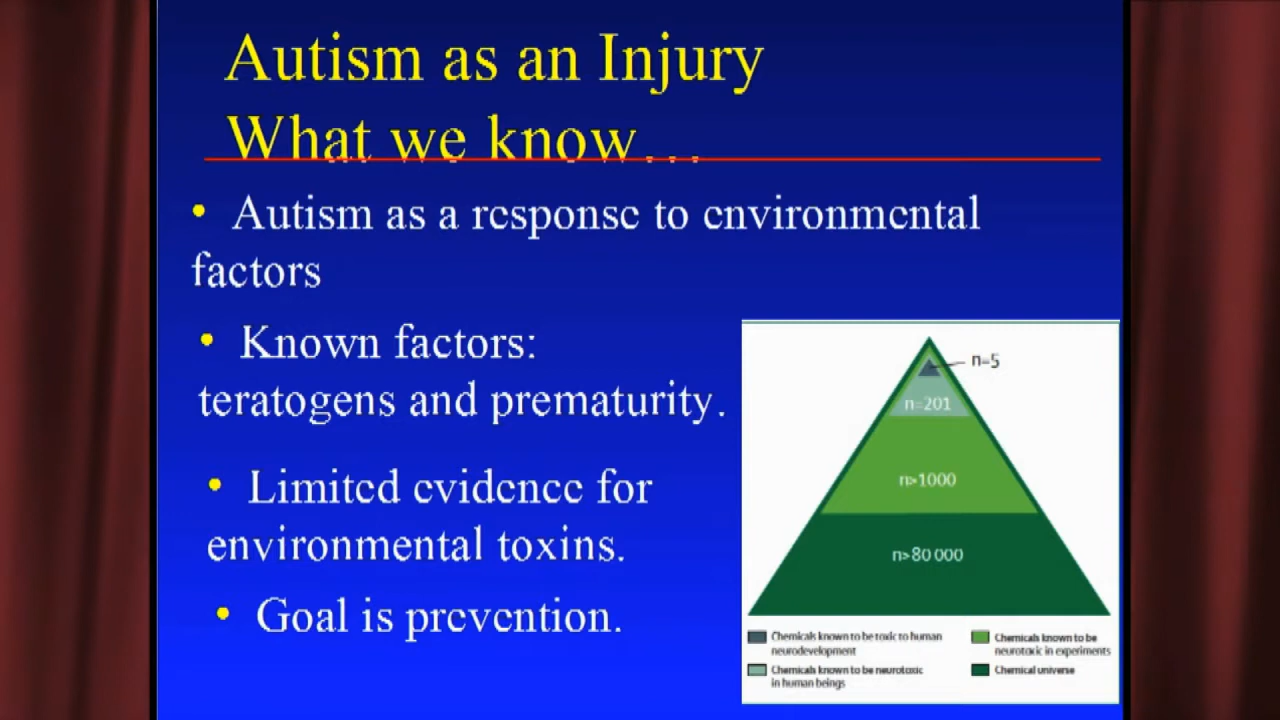 Autism as an Injury
What we know…
• Autism as a response to environmental
factors
• Known factors:
teratogens and prematurity.
• Limited evidence for
environmental toxins.
• Goal is prevention.
n=5
n=201
n>1000
n>80 000
Chemicals known to be toxic to human
neurodevelopment
Chemicals known to be neurotoxic
in human beings
Chemicals known to be
neurotoxic in experiments
Chemical universe